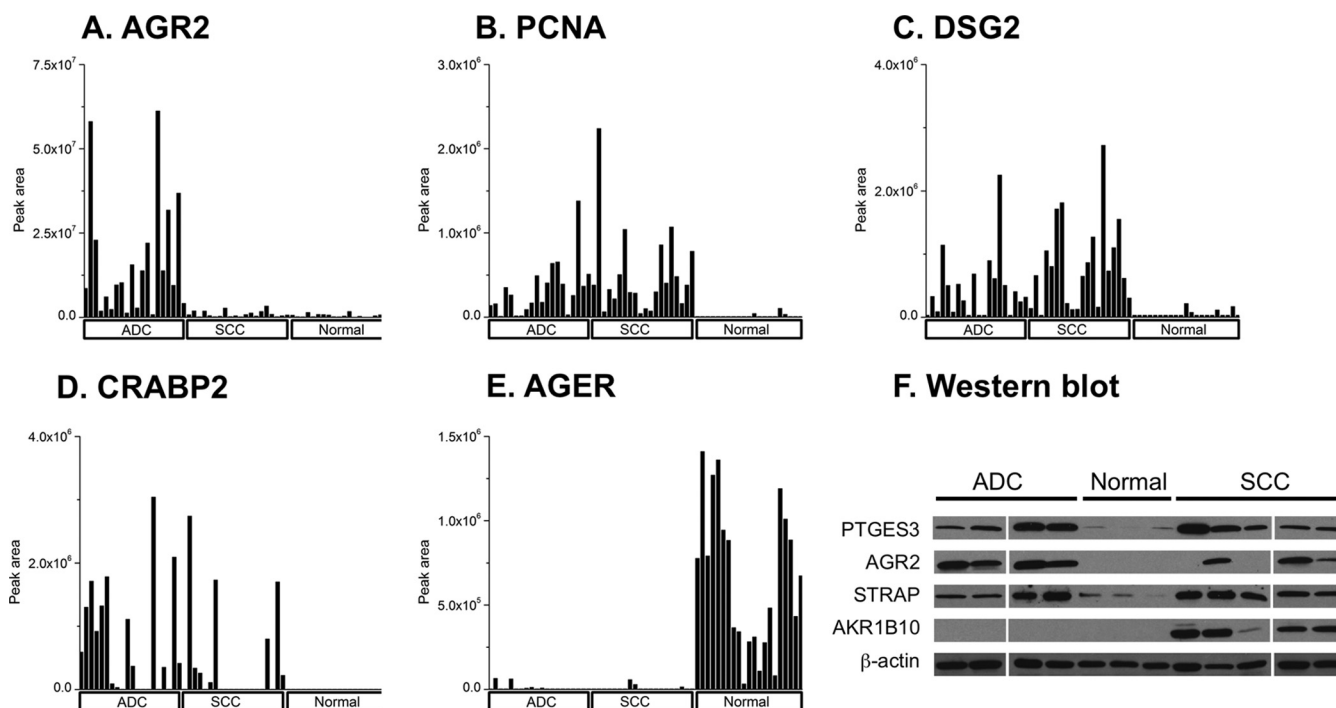 A. AGR2
7.5x10⁷
5.0x10⁷
2.5x10⁷
0.0
Peak area
ADC SCC Normal
B. PCNA
3.0x10⁶
2.0x10⁶
1.0x10⁶
0.0
Peak area
ADC SCC Normal
C. DSG2
4.0x10⁶
2.0x10⁶
0.0
Peak area
ADC SCC Normal
D. CRABP2
4.0x10⁶
2.0x10⁶
0.0
Peak area
ADC SCC Normal
E. AGER
1.5x10⁶
1.0x10⁶
5.0x10⁵
0.0
Peak area
ADC SCC Normal
F. Western blot
ADC Normal SCC
PTGES3
AGR2
STRAP
AKR1B10
β-actin